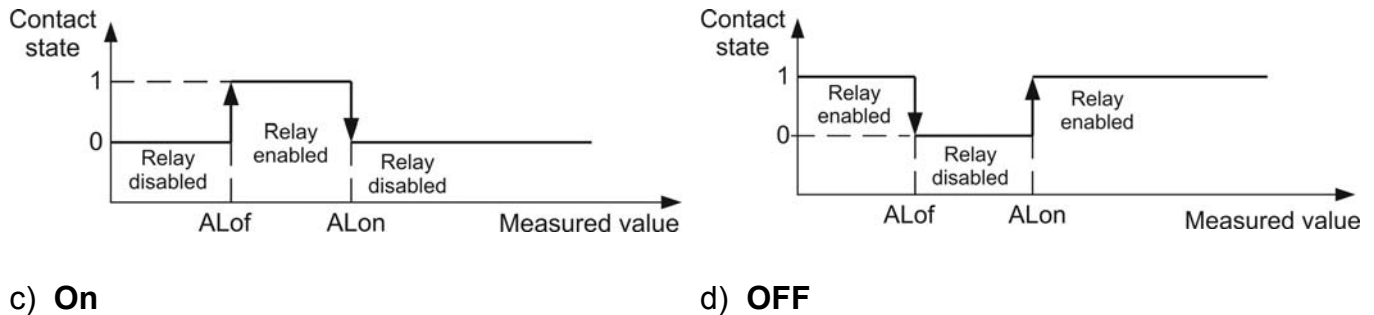 Contact
state
1
0
Relay
disabled
Relay
enabled
Relay
disabled
ALof
ALon
Measured value
c) On
Contact
state
1
0
Relay
enabled
Relay
disabled
Relay
enabled
ALof
ALon
Measured value
d) OFF